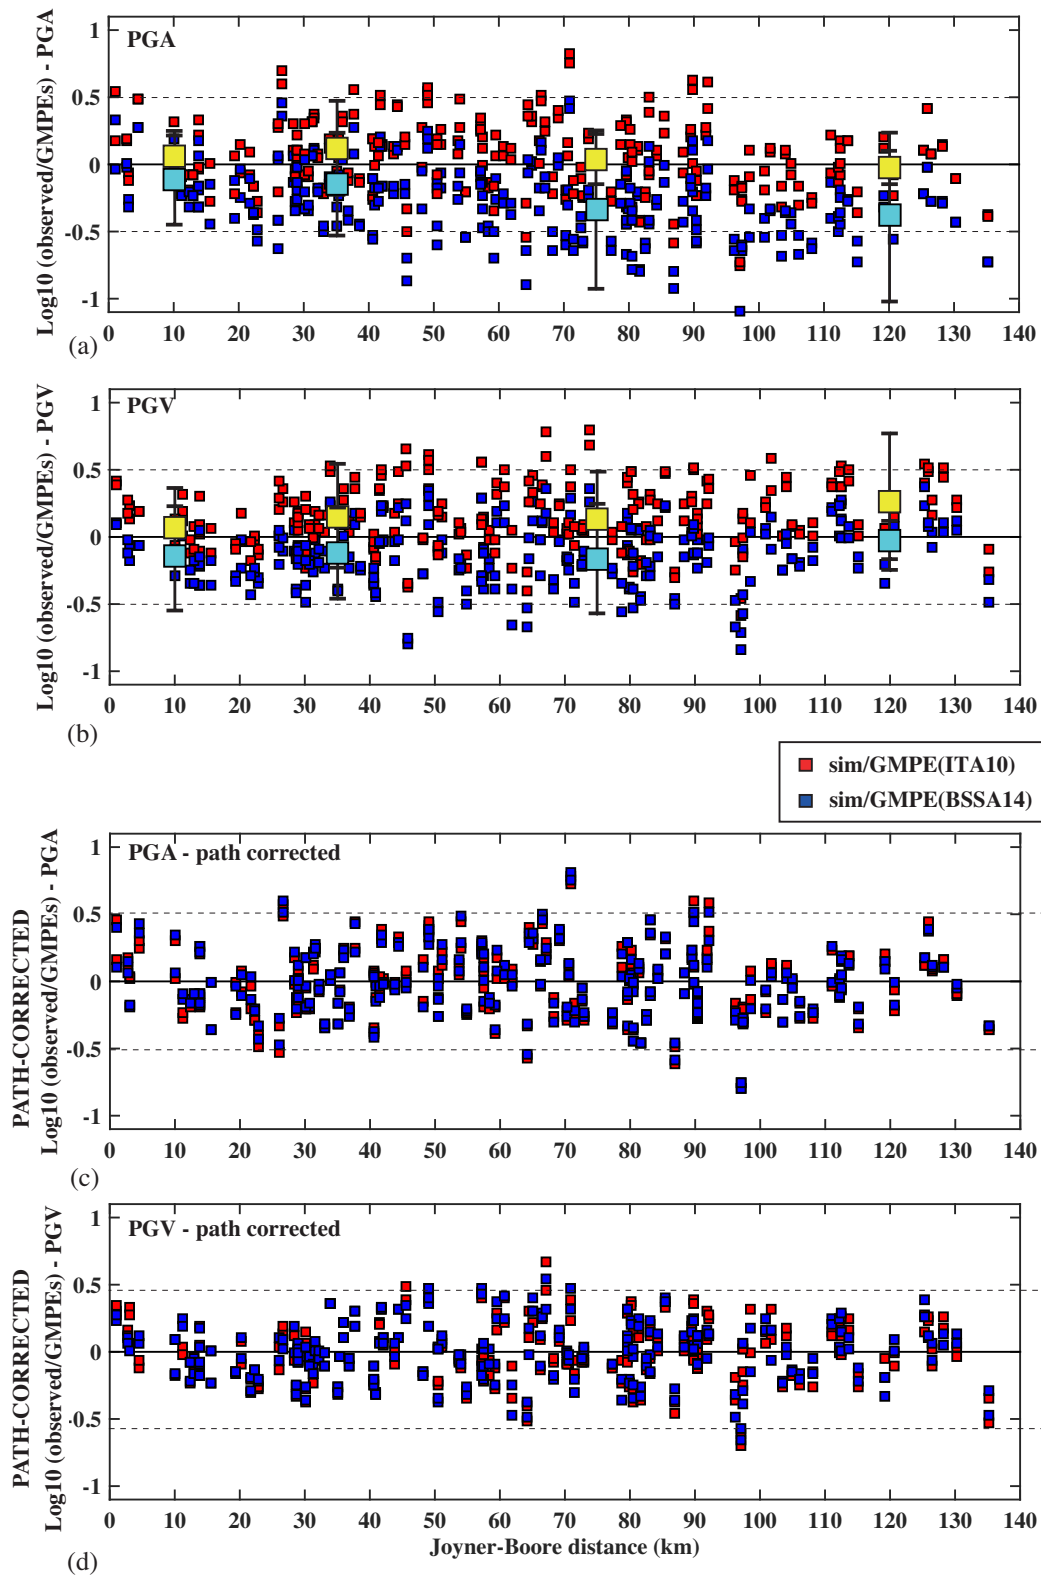 Log10 (observed/GMPEs) - PGA
1
0.5
0
-0.5
-1
PGA
0 10 20 30 40 50 60 70 80 90 100 110 120 130 140
(a)
Log10 (observed/GMPEs) - PGV
1
0.5
0
-0.5
-1
PGV
0 10 20 30 40 50 60 70 80 90 100 110 120 130 140
(b)
sim/GMPE(ITA10)
sim/GMPE(BSSA14)
PATH-CORRECTED
Log10 (observed/GMPEs) - PGA
1
0.5
0
-0.5
-1
PGA - path corrected
0 10 20 30 40 50 60 70 80 90 100 110 120 130 140
(c)
PATH-CORRECTED
Log10 (observed/GMPEs) - PGV
1
0.5
0
-0.5
-1
PGV - path corrected
0 10 20 30 40 50 60 70 80 90 100 110 120 130 140
Joyner-Boore distance (km)
(d)